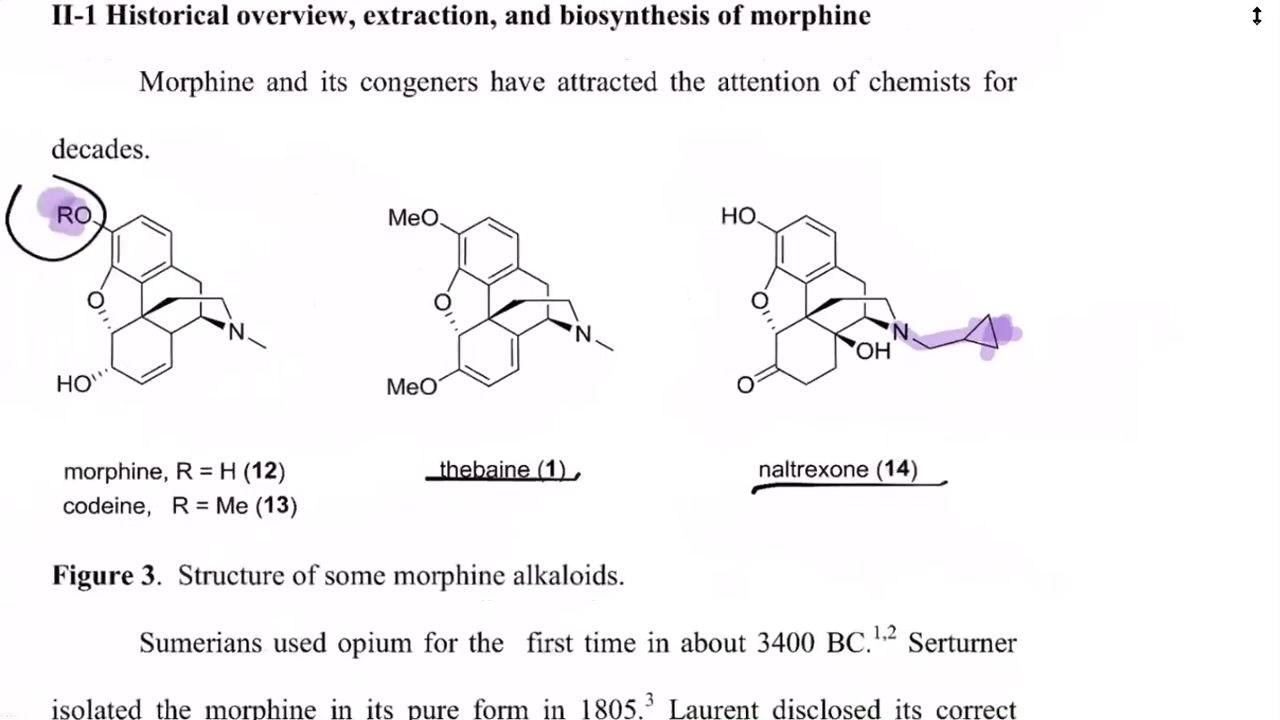 II-1 Historical overview, extraction, and biosynthesis of morphine
Morphine and its congeners have attracted the attention of chemists for
decades.
RO
O
HO
N
MeO
O
MeO
N
HO
O
O
OH
N
morphine, R = H (12)
codeine, R = Me (13)
thebaine (1)
naltrexone (14)
Figure 3. Structure of some morphine alkaloids.
Sumerians used opium for the first time in about 3400 BC.1,2 Serturner
isolated the morphine in its pure form in 1805.3 Laurent disclosed its correct